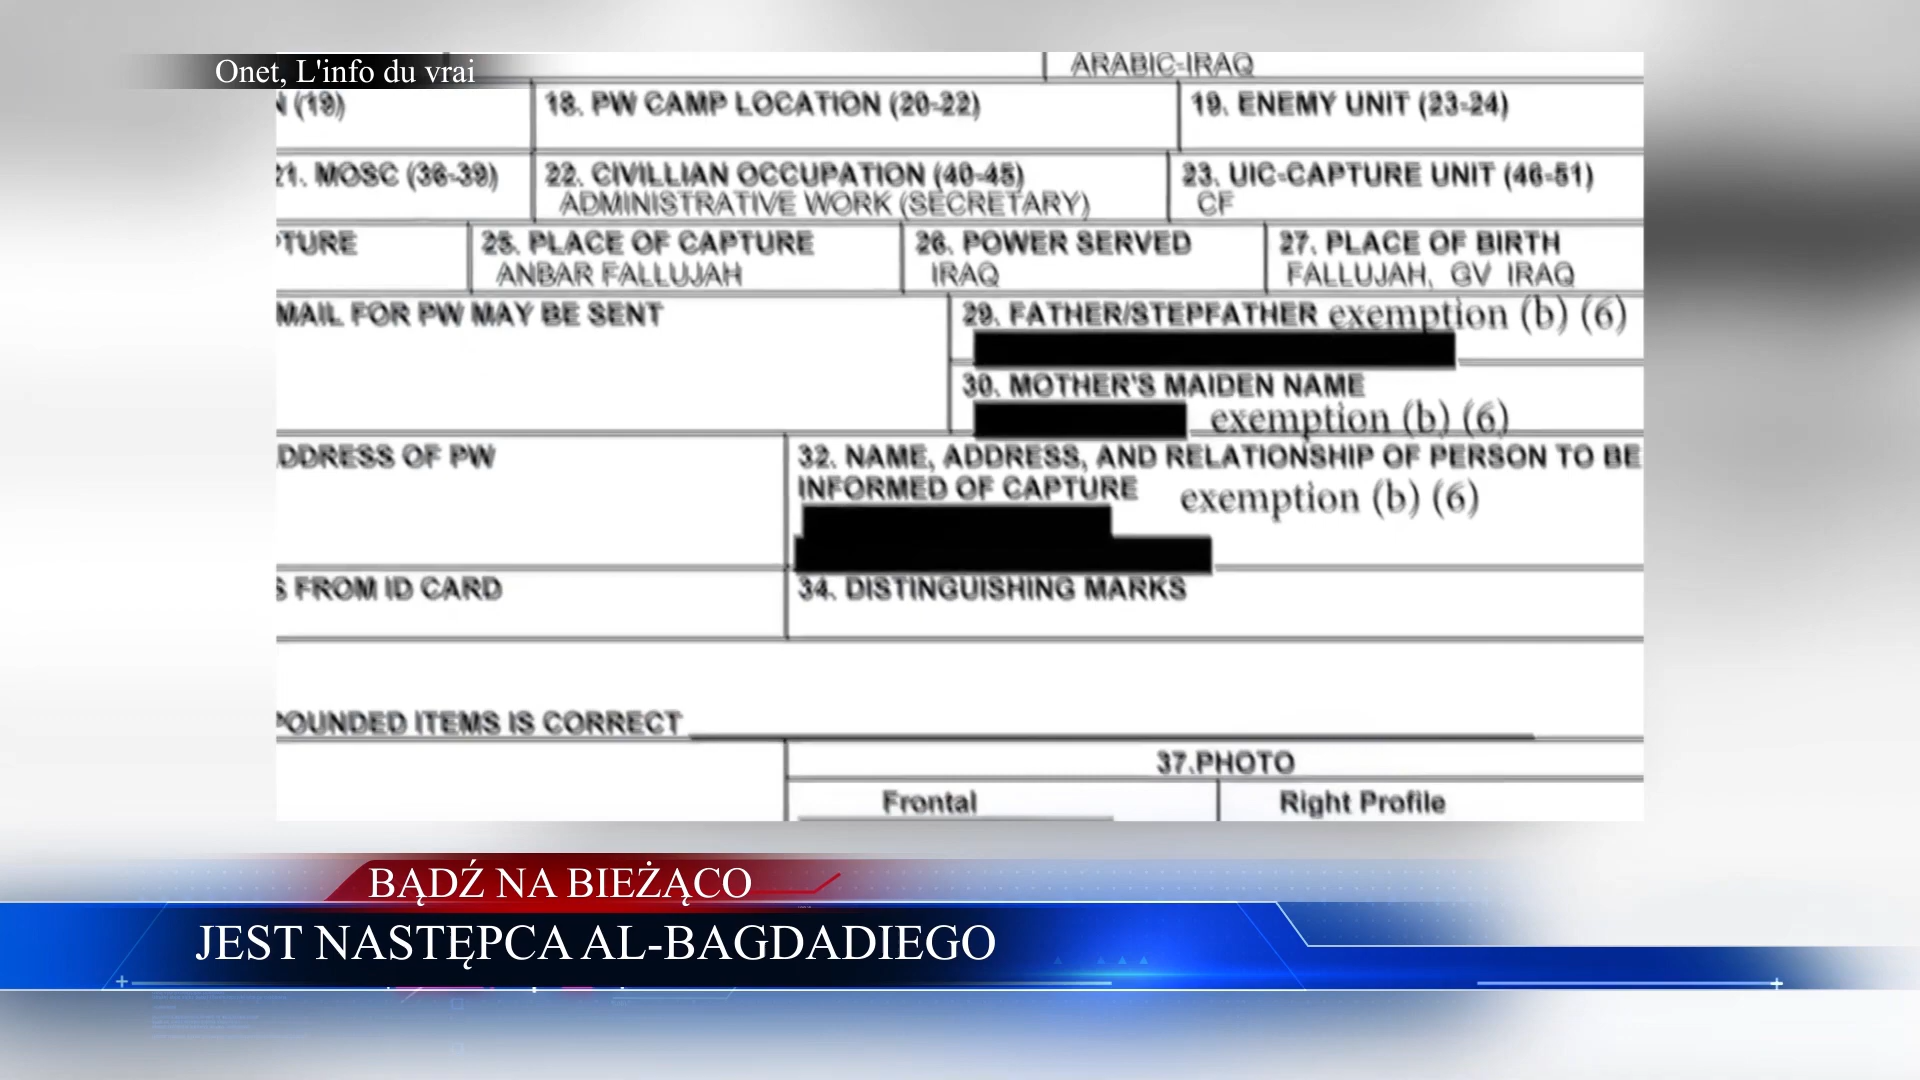 Onet, L'info du vrai
ARABIC-IRAQ
N (19)
18. PW CAMP LOCATION (20-22)
19. ENEMY UNIT (23-24)
21. MOSC (36-39)
22. CIVILLIAN OCCUPATION (40-45)
ADMINISTRATIVE WORK (SECRETARY)
23. UIC-CAPTURE UNIT (46-51)
CF
TURE
25. PLACE OF CAPTURE
ANBAR FALLUJAH
26. POWER SERVED
IRAQ
27. PLACE OF BIRTH
FALLUJAH, GV IRAQ
MAIL FOR PW MAY BE SENT
29. FATHER/STEPFATHER exemption (b) (6)
30. MOTHER'S MAIDEN NAME
exemption (b) (6)
DDRESS OF PW
32. NAME, ADDRESS, AND RELATIONSHIP OF PERSON TO BE
INFORMED OF CAPTURE exemption (b) (6)
S FROM ID CARD
34. DISTINGUISHING MARKS
POUNDED ITEMS IS CORRECT
37.PHOTO
Frontal
Right Profile
BĄDŹ NA BIEŻĄCO
JEST NASTĘPCA AL-BAGDADIEGO